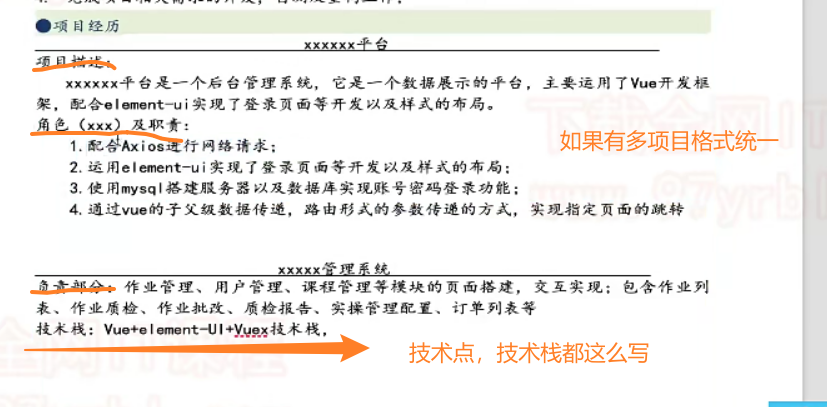 ●项目经历
xxxxxx平台
项目描述：
xxxxxx平台是一个后台管理系统，它是一个数据展示的平台，主要运用了Vue开发框
架，配合element-ui实现了登录页面等开发以及样式的布局。
角色（xxx）及职责：
如果有多项目格式统一
1.配合Axios进行网络请求；
2.运用element-ui实现了登录页面等开发以及样式的布局；
3.使用mysql搭建服务器以及数据库实现账号密码登录功能；
4.通过vue的子父级数据传递，路由形式的参数传递的方式，实现指定页面的跳转
xxxxx管理系统
负责部分：作业管理、用户管理、课程管理等模块的页面搭建，交互实现；包含作业列
表、作业质检、作业批改、质检报告、实操管理配置、订单列表等
技术栈：Vue+element-UI+Vuex技术栈，
技术点，技术栈都这么写